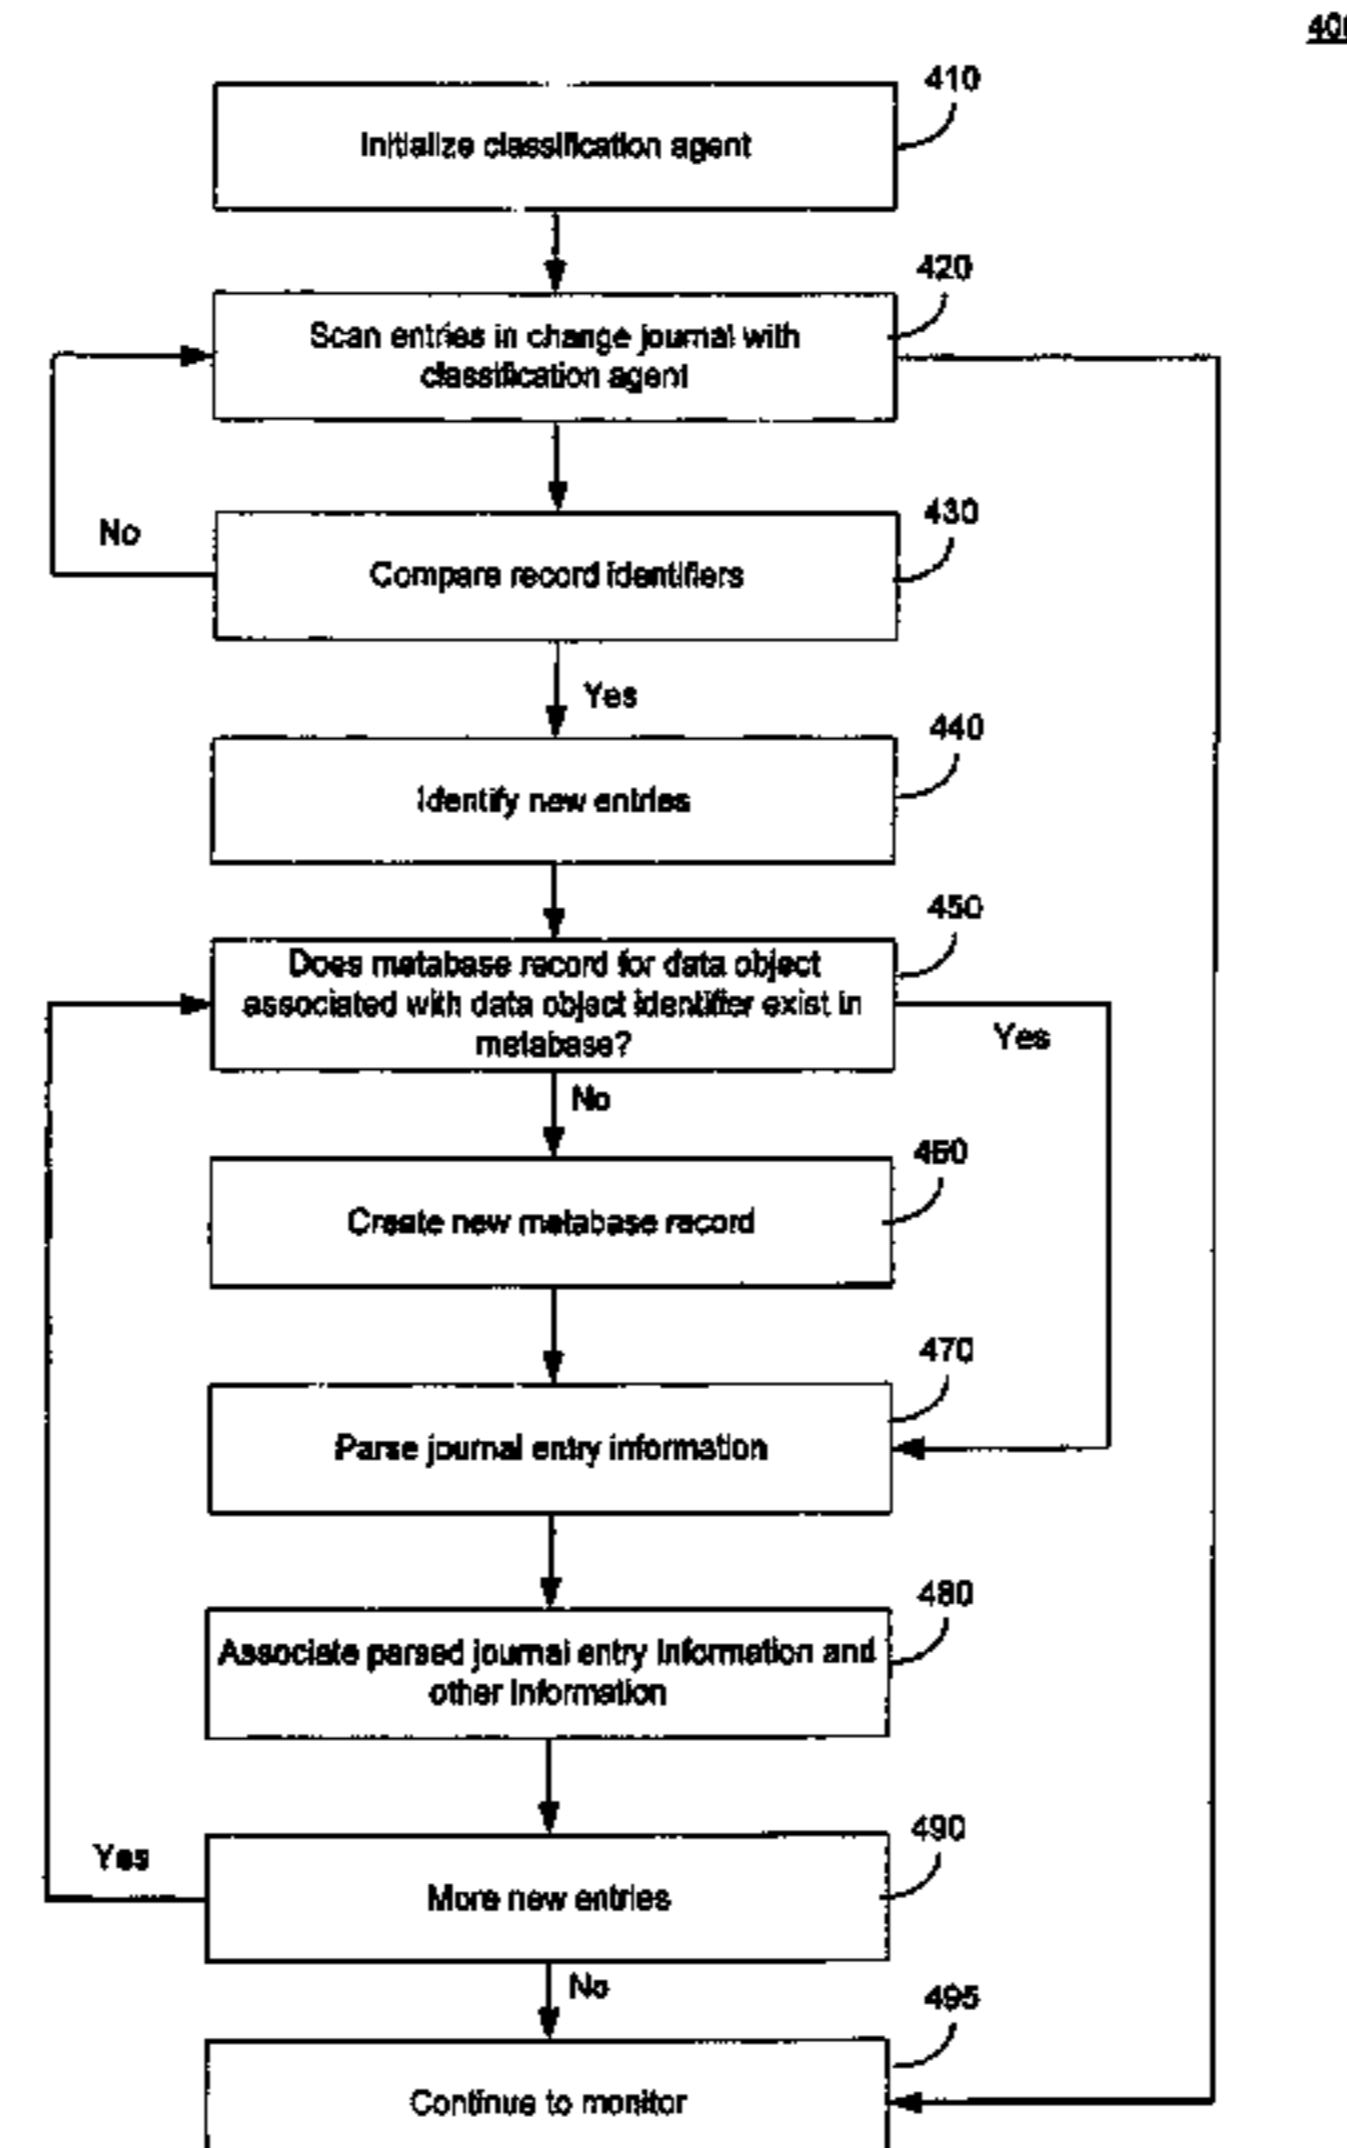 410
Initialize classification agent
420
Scan entries in change journal with
classification agent
No
430
Compare record identifiers
Yes
440
Identify new entries
450
Does metabase record for data object
associated with data object identifier exist in
metabase?
Yes
No
460
Create new metabase record
470
Parse journal entry information
480
Associate parsed journal entry information and
other information
490
Yes
More new entries
No
495
Continue to monitor